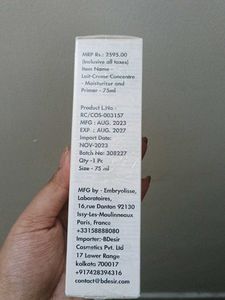 MRP Rs.: 2595.00
(Inclusive all taxes)
Item Name -
Lait-Creme Concentre
- Moisturizer and
Primer - 75ml
Product L.No-
RC/COS-003157
MFG : AUG. 2023
EXP : AUG. 2027
Import Date:
NOV-2023
Batch No: 308227
Qty -1 Pc
Size - 75 ml
MFG by - Embryolisse,
Laboratoires,
16,rue Danton 92130
Issy-Les-Moulinneaux
Paris, France
+33158888080
Importer:-BDesir
Cosmetics Pvt. Ltd
17 Lower Range
kolkata 700017
+917428394316
contact@bdesir.com